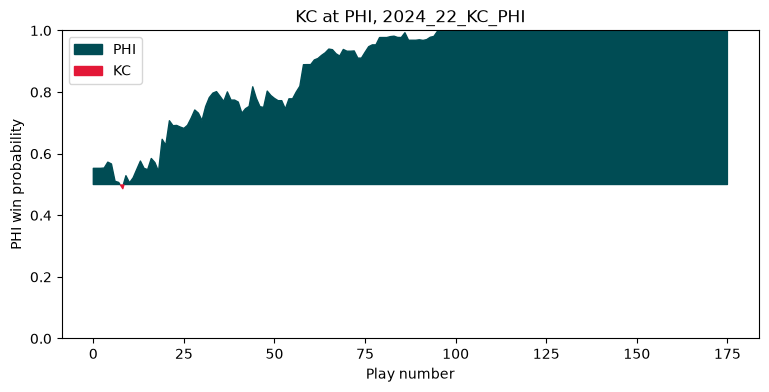 KC at PHI, 2024_22_KC_PHI
PHI
KC
PHI win probability
1.0
0.8
0.6
0.4
0.2
0.0
0 25 50 75 100 125 150 175
Play number